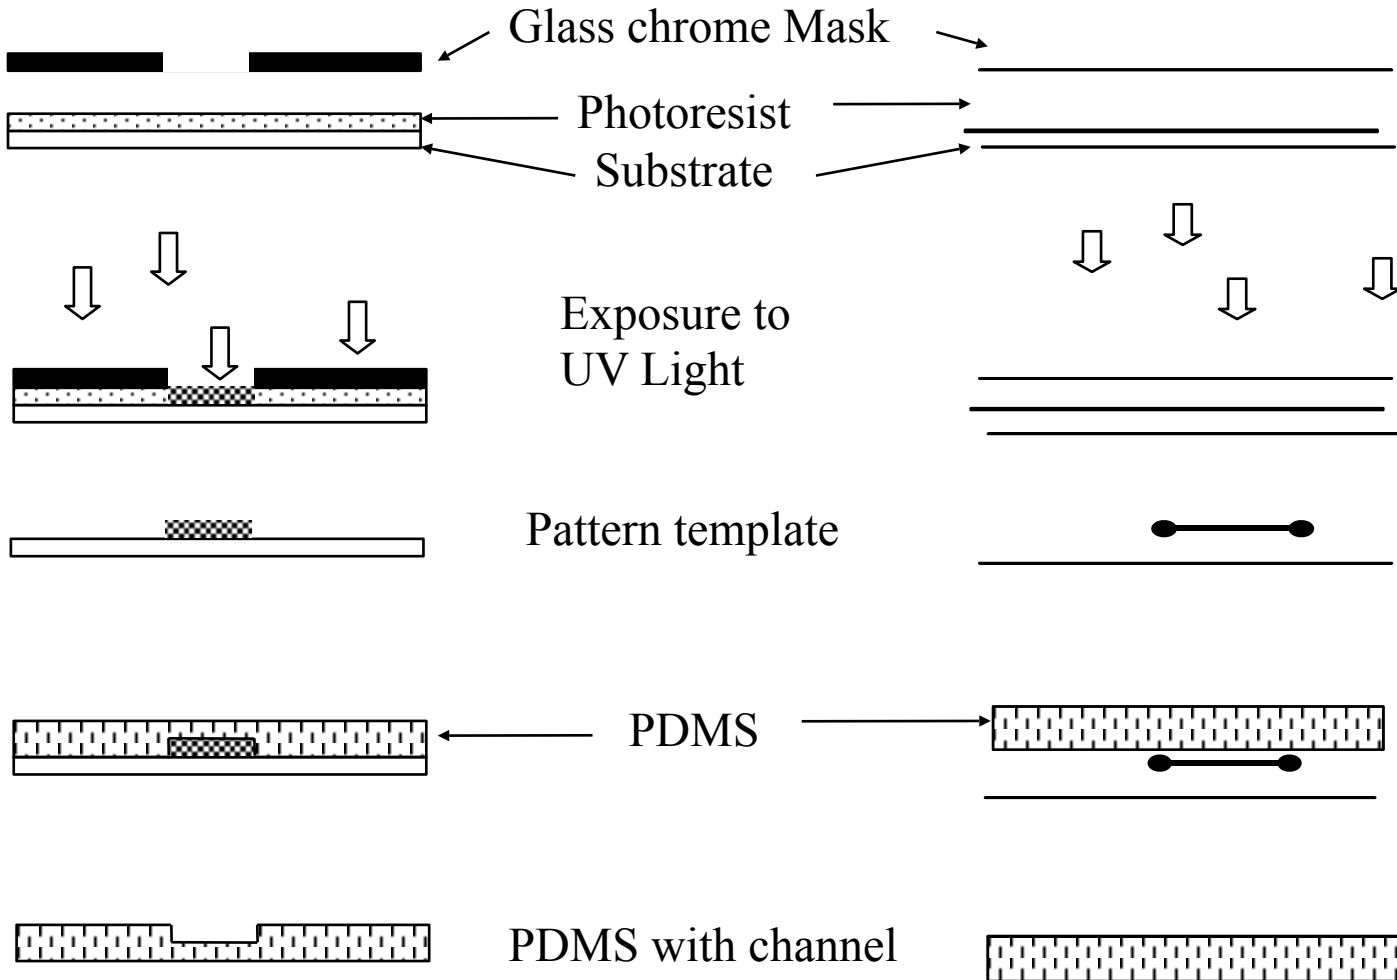 Glass chrome Mask
Photoresist
Substrate
Exposure to
UV Light
Pattern template
PDMS
PDMS with channel